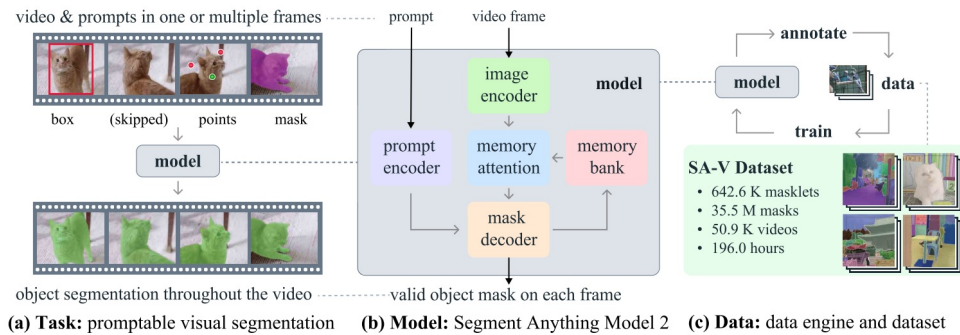 video & prompts in one or multiple frames
box
(skipped)
points
mask
model
object segmentation throughout the video
(a) Task: promptable visual segmentation
prompt
video frame
image
encoder
model
prompt
encoder
memory
attention
memory
bank
mask
decoder
valid object mask on each frame
(b) Model: Segment Anything Model 2
annotate
model
data
train
SA-V Dataset
• 642.6 K masklets
• 35.5 M masks
• 50.9 K videos
• 196.0 hours
(c) Data: data engine and dataset